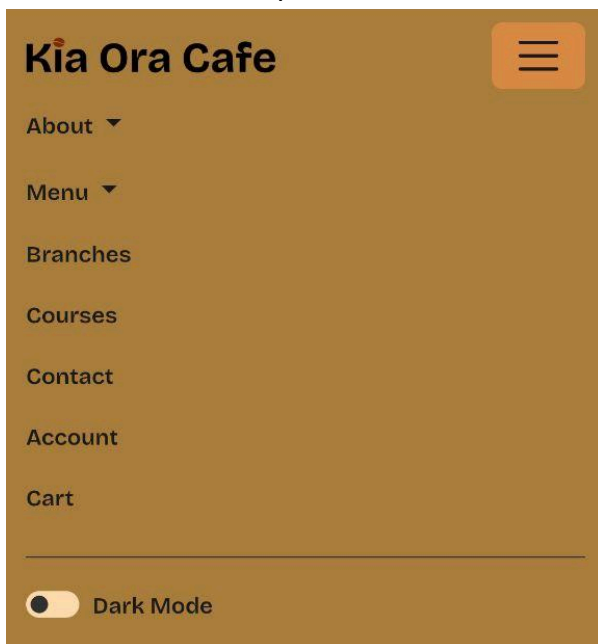 Kia Ora Cafe
About
Menu
Branches
Courses
Contact
Account
Cart
Dark Mode